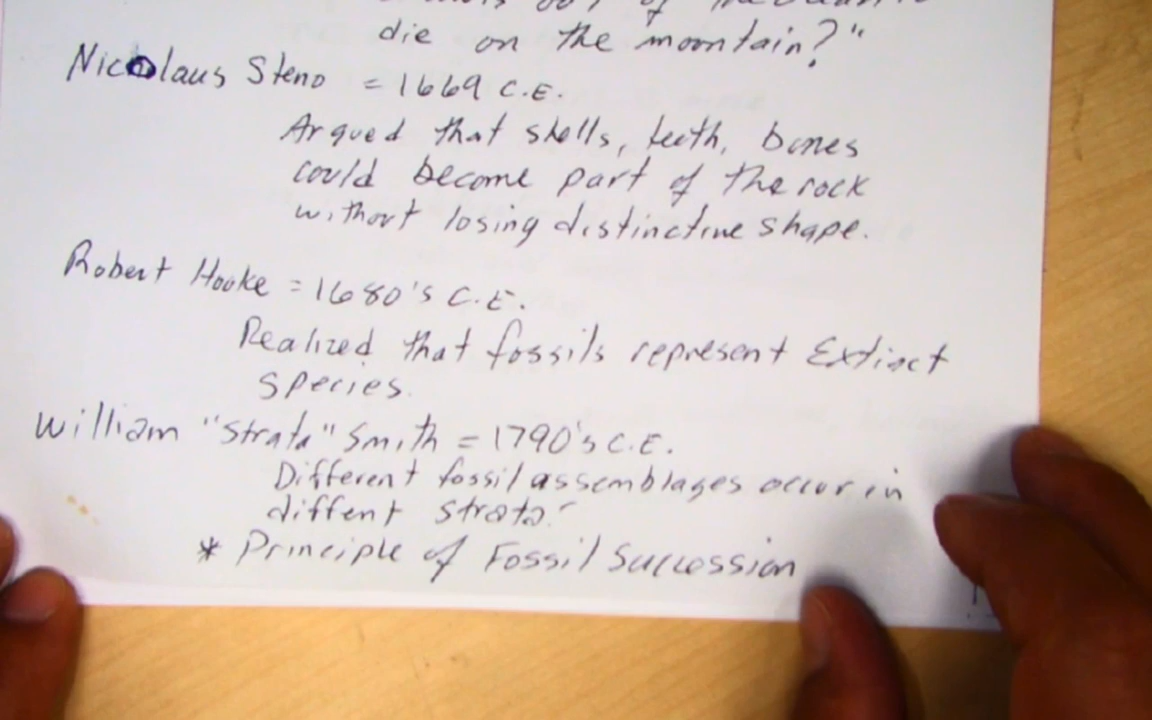 die on the mountain?"
Nicolaus Steno = 1669 C.E.
Argued that shells, teeth, bones
could become part of the rock
without losing distinctive shape.
Robert Hooke = 1680's C.E.
Realized that fossils represent Extinct
species.
William "Strata" Smith = 1790's C.E.
Different fossil assemblages occur in
diffent strata.
* Principle of Fossil Succession